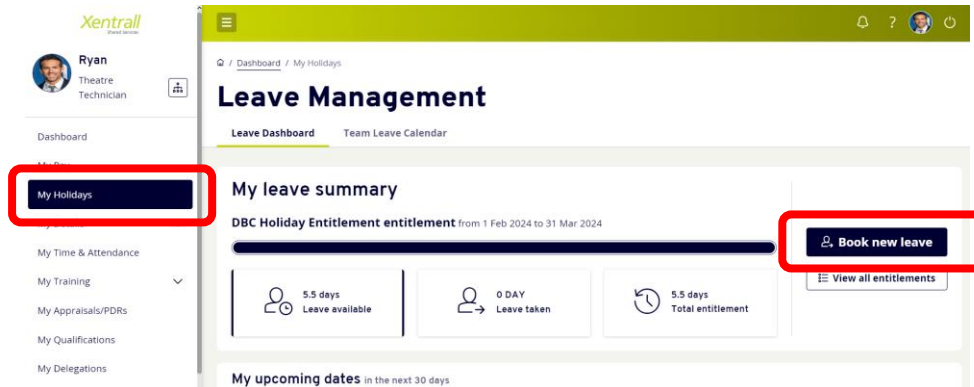 Xentrall
Shared Services
Ryan
Theatre
Technician
Dashboard
My Holidays
My Time & Attendance
My Training
My Appraisals/PDRs
My Qualifications
My Delegations
?
/ Dashboard / My Holidays
Leave Management
Leave Dashboard Team Leave Calendar
My leave summary
DBC Holiday Entitlement entitlement from 1 Feb 2024 to 31 Mar 2024
5.5 days
Leave available
0 DAY
Leave taken
5.5 days
Total entitlement
Book new leave
View all entitlements
My upcoming dates in the next 30 days